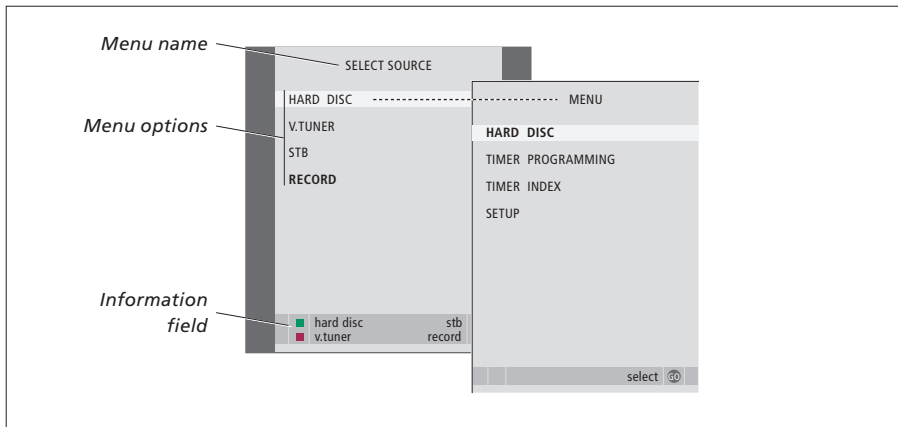 Menu name
SELECT SOURCE
HARD DISC
V.TUNER
Menu options
STB
RECORD
Information
field
hard disc stb
v.tuner record
MENU
HARD DISC
TIMER PROGRAMMING
TIMER INDEX
SETUP
select GO